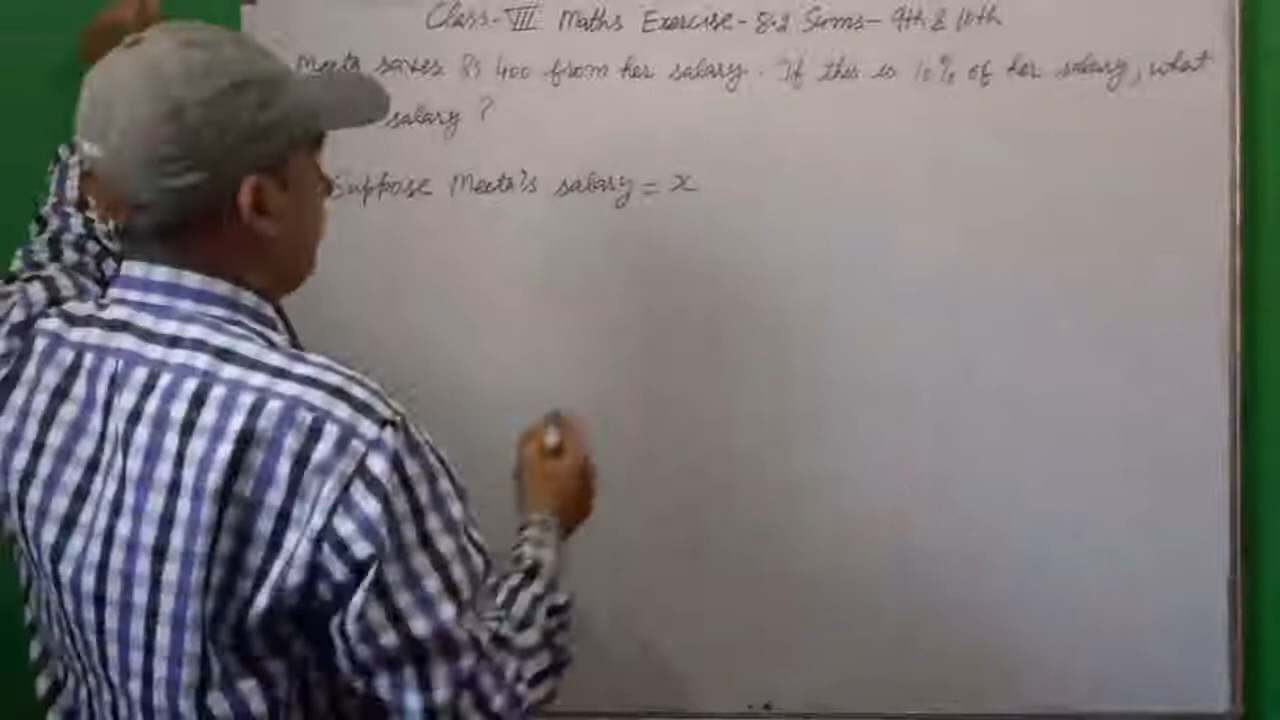 Class-VII Maths Exercise-8.2 Sums-9th & 10th
Meeta saves Rs 400 from her salary. If this is 10% of her salary, what
salary?
Suppose Meeta's salary = x